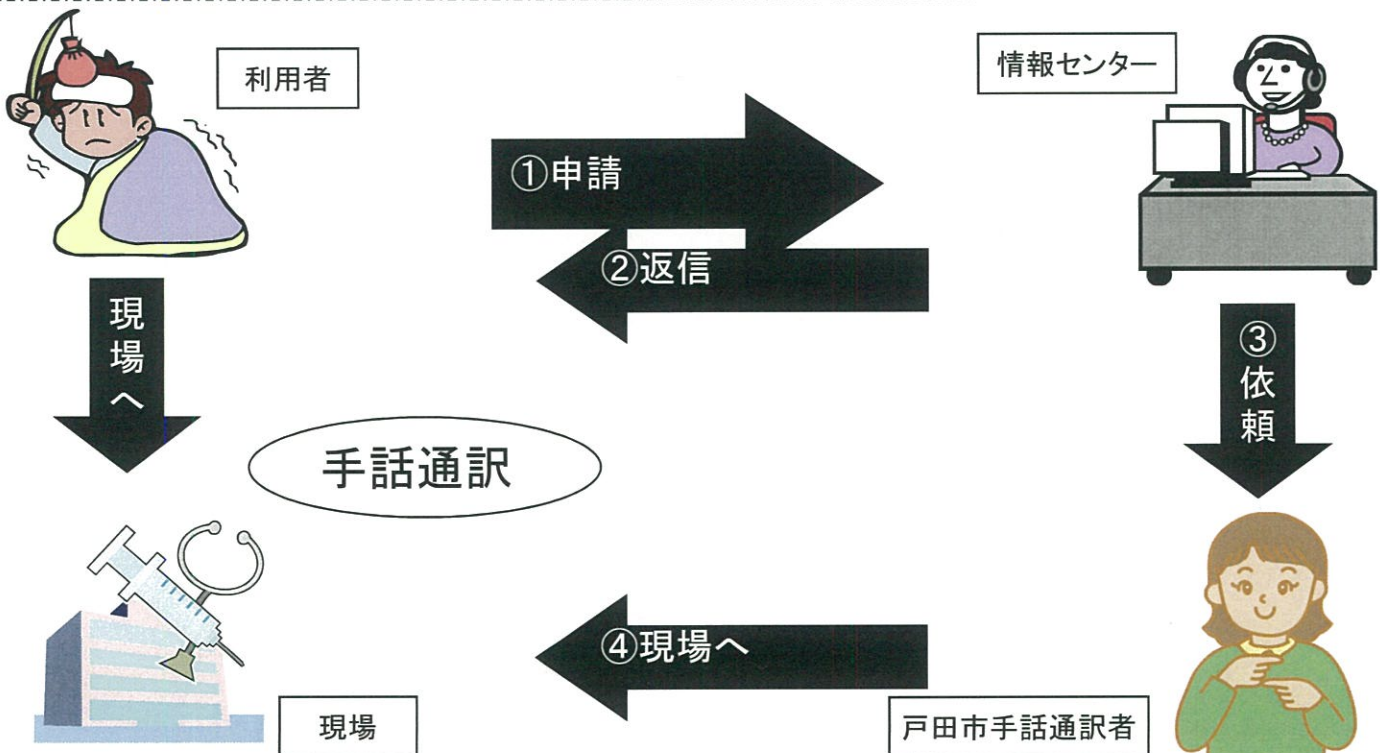 利用者
情報センター
①申請
②返信
現場へ
③依頼
手話通訳
④現場へ
現場
戸田市手話通訳者